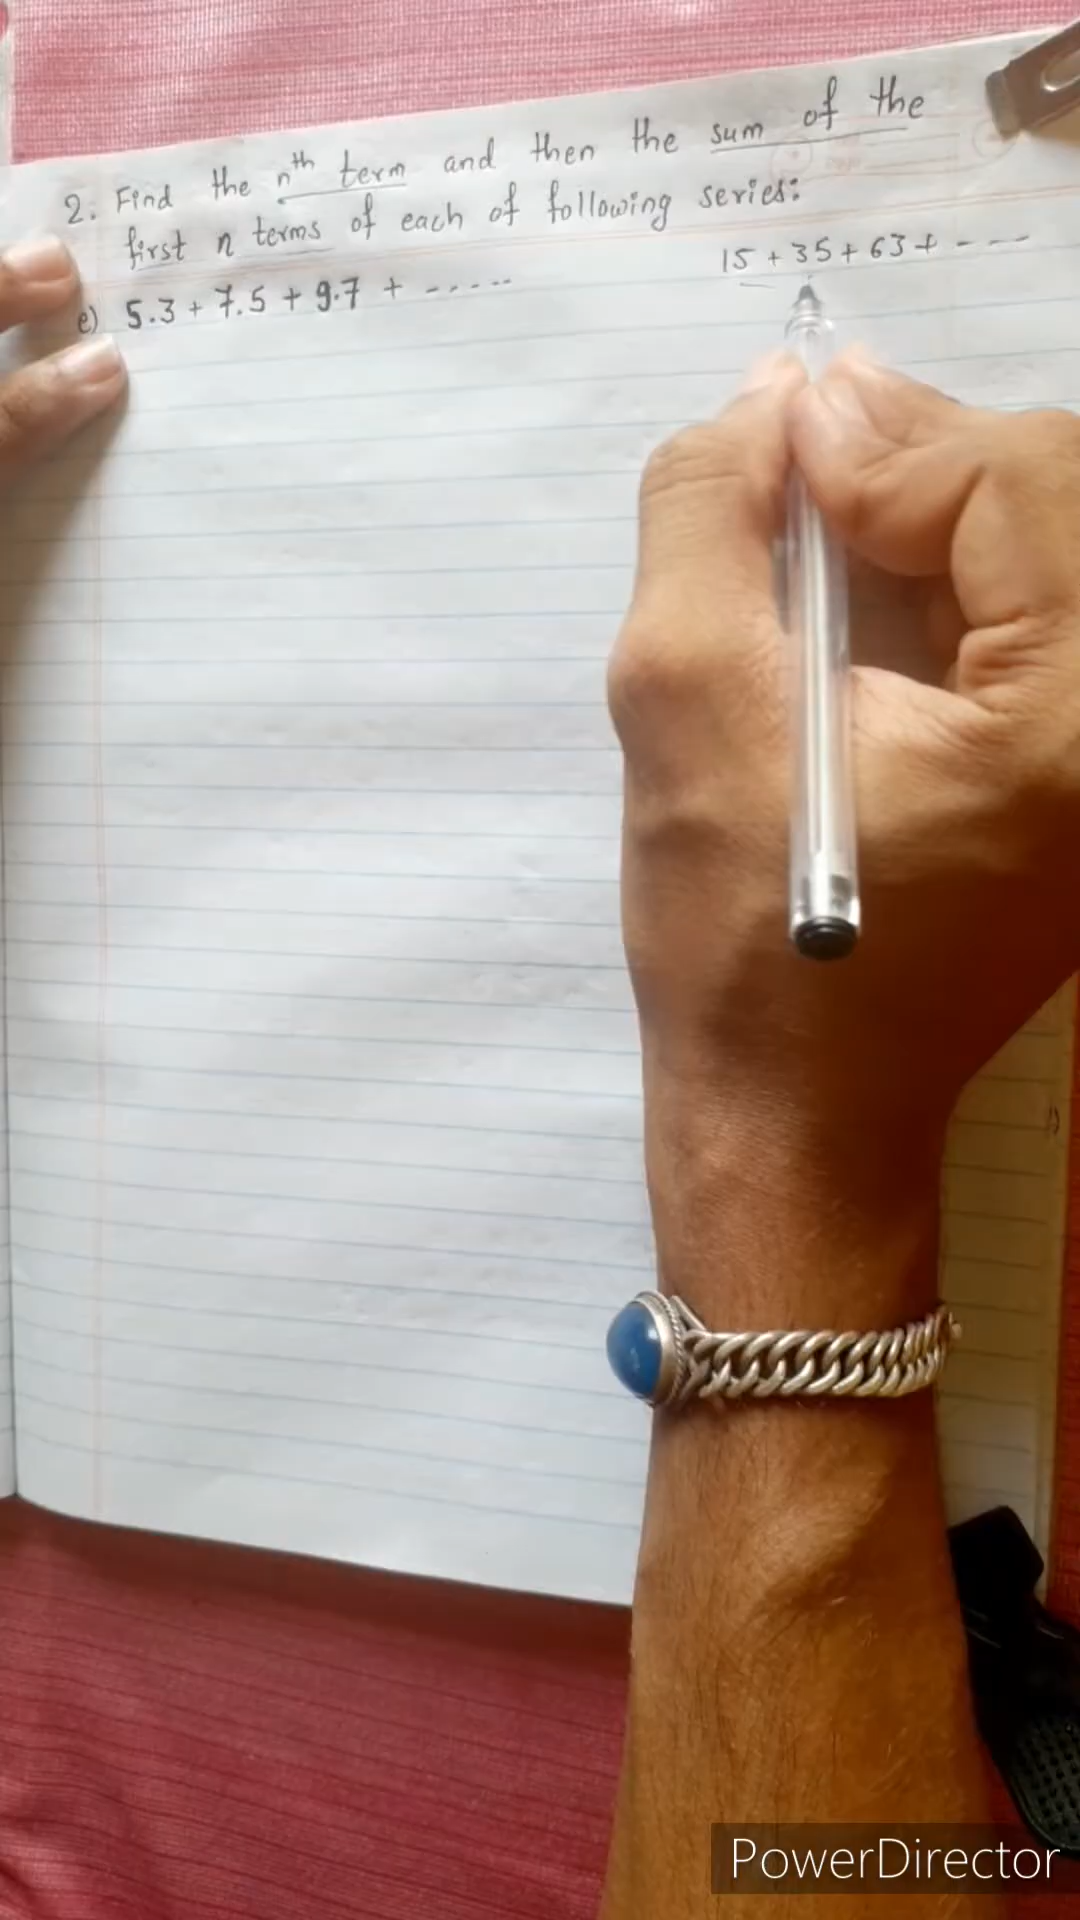 2. Find the nth term and then the sum of the
first n terms of each of following series:
15 + 35 + 63 + ----
e) 5.3 + 7.5 + 9.7 + -----
PowerDirector